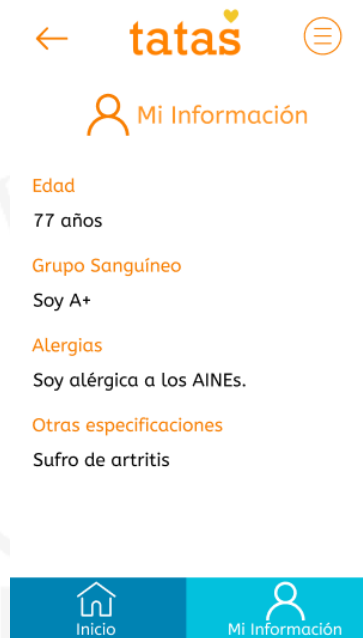 tatas
Mi Información
Edad
77 años
Grupo Sanguíneo
Soy A+
Alergias
Soy alérgica a los AINEs.
Otras especificaciones
Sufro de artritis
Inicio
Mi Información